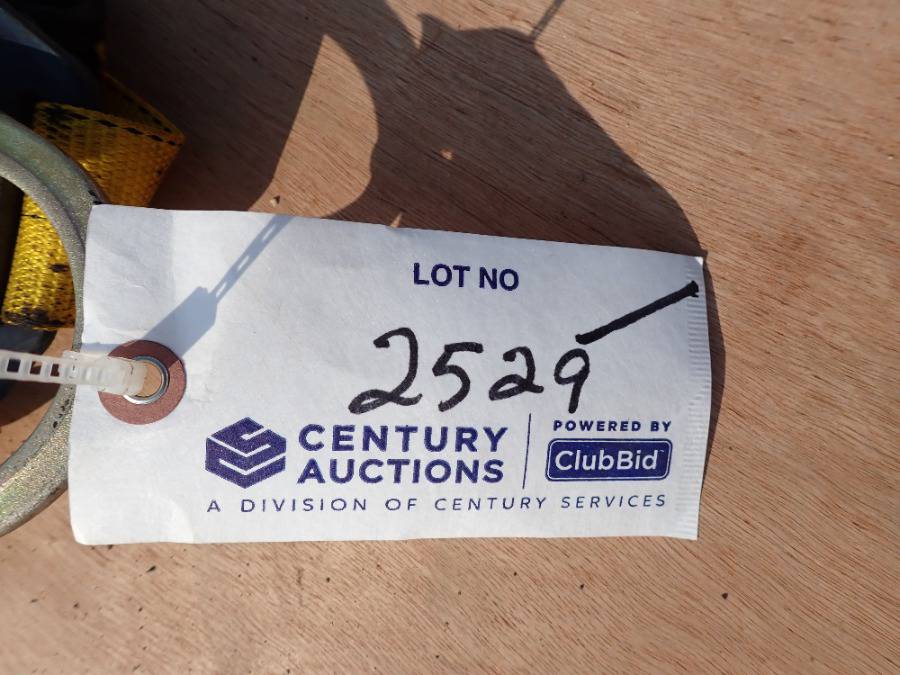 LOT NO
2529
CENTURY
AUCTIONS
POWERED BY
ClubBid
A DIVISION OF CENTURY SERVICES